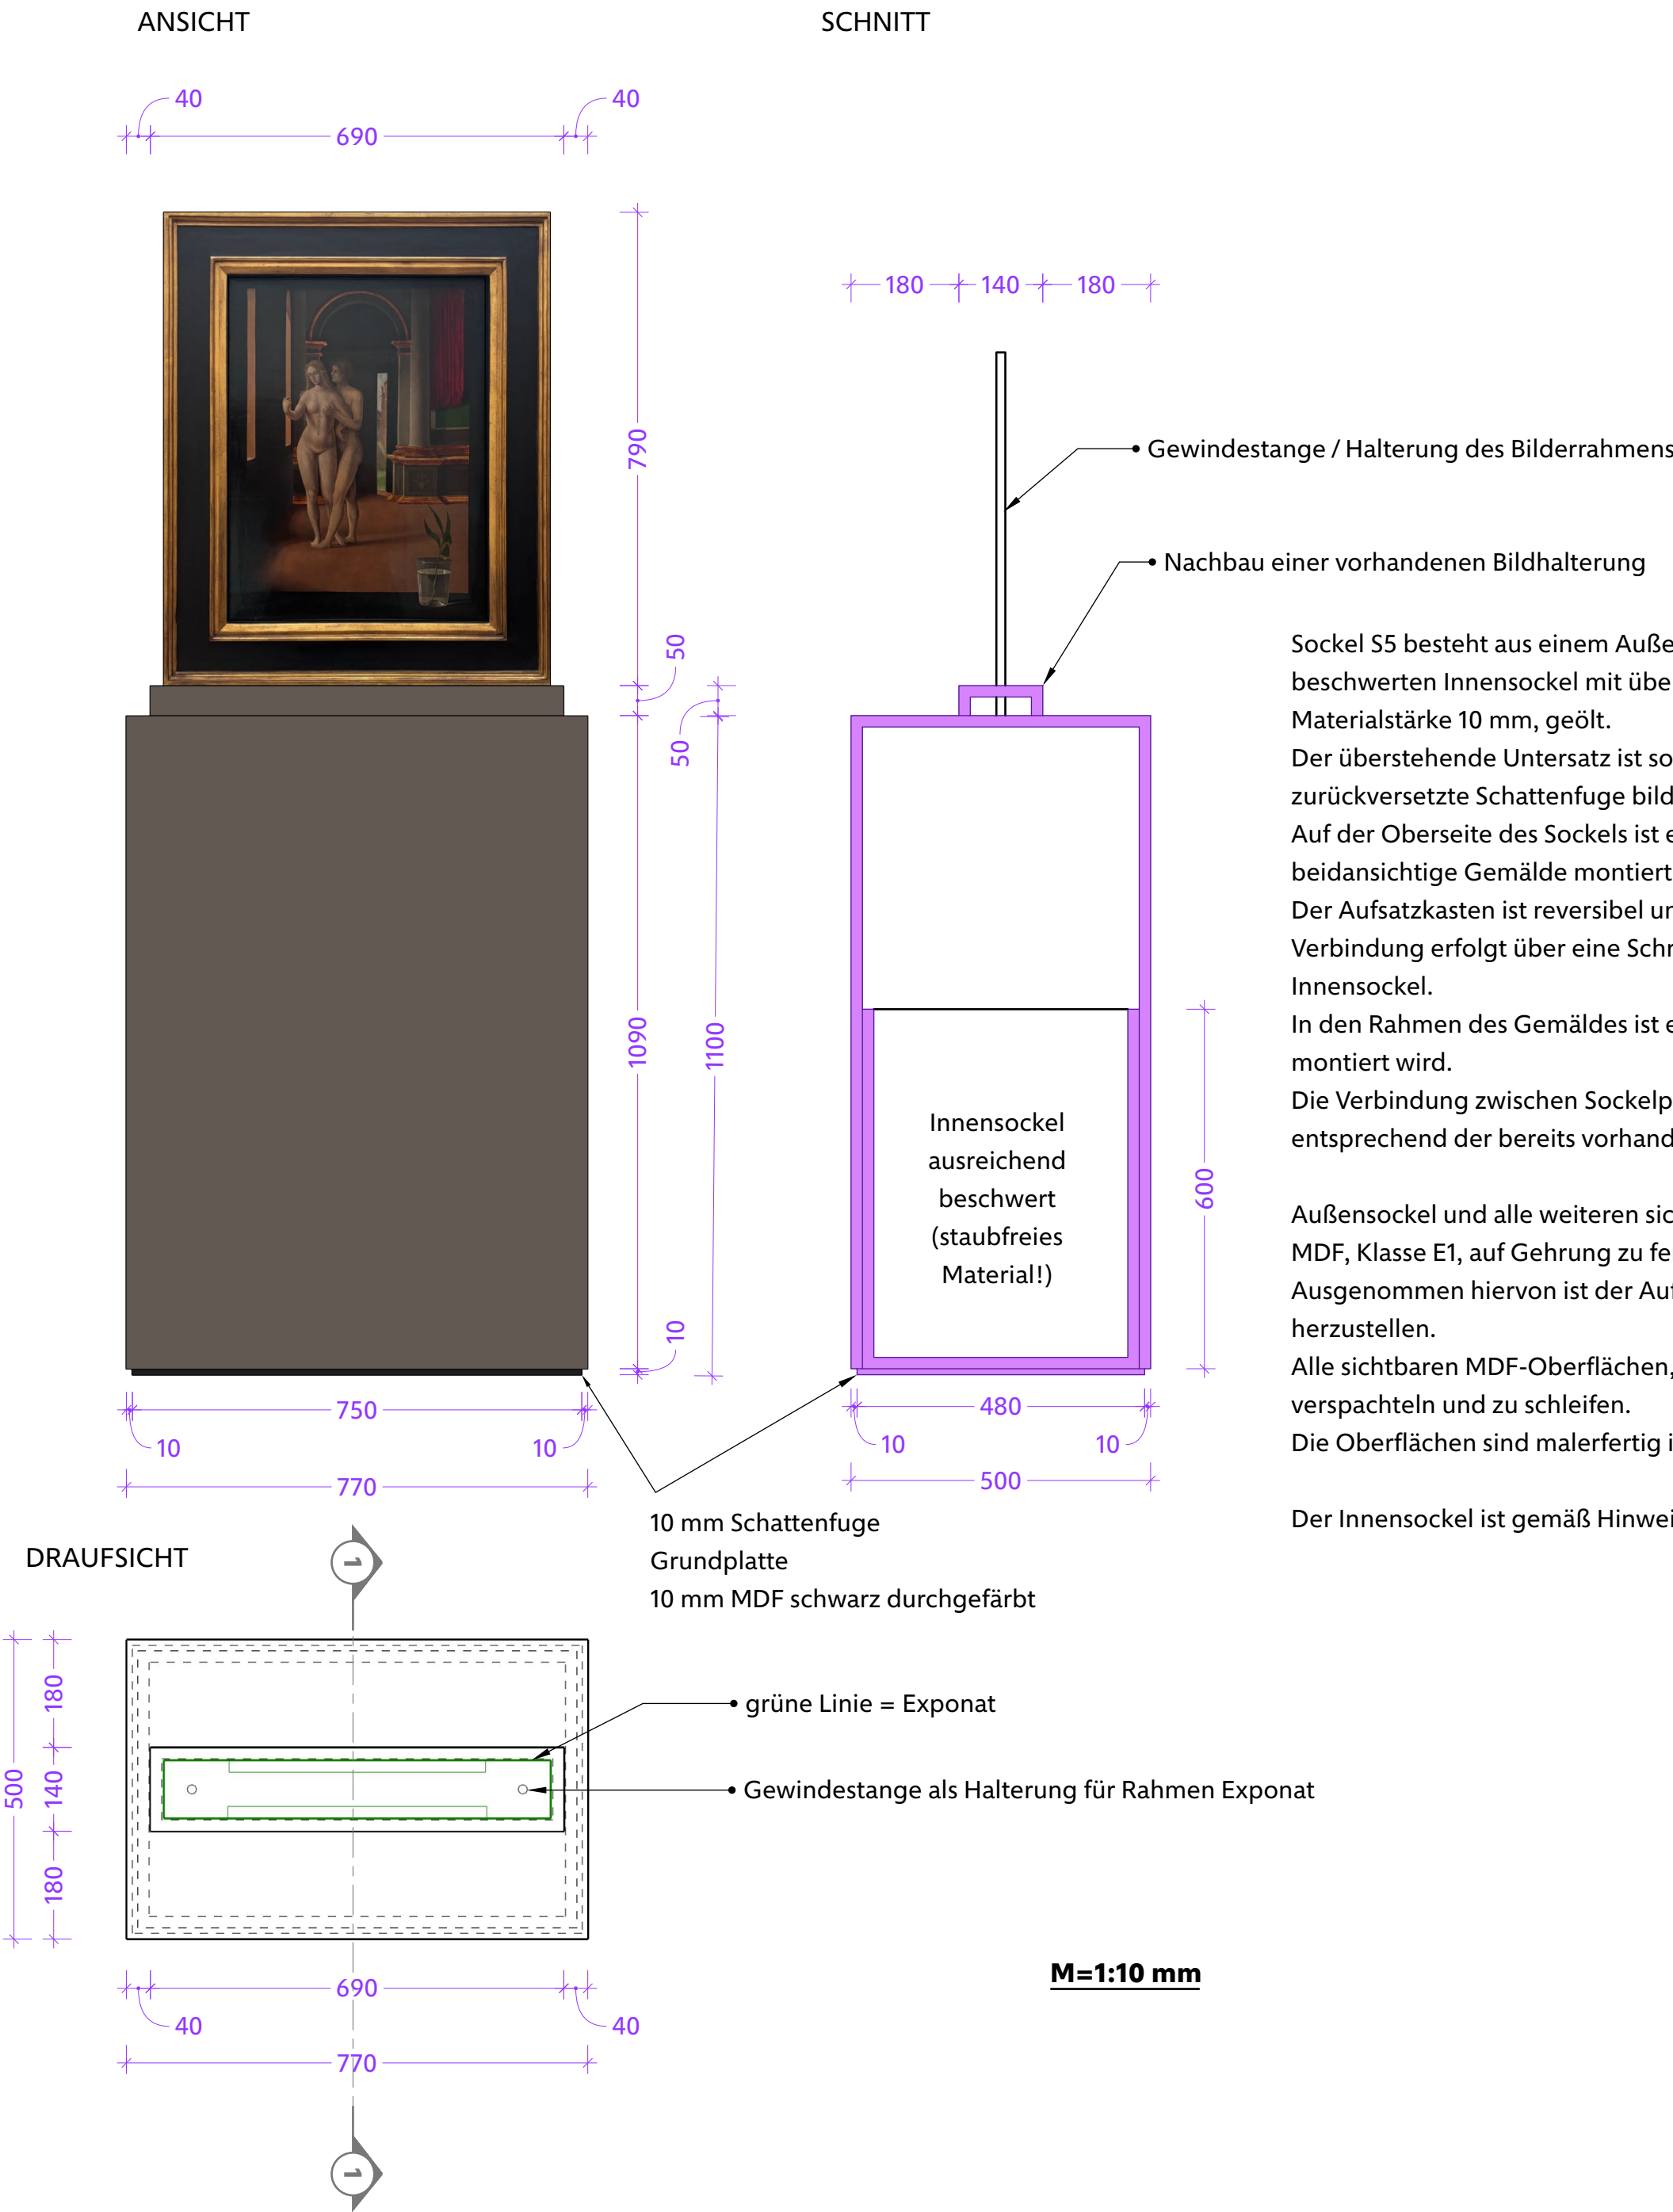 ANSICHT
SCHNITT
40
40
690
180
140
180
790
Gewindestange / Halterung des Bilderrahmens
Nachbau einer vorhandenen Bildhalterung
50
50
1090
1100
10
Sockel S5 besteht aus einem Auße
beschwerten Innensockel mit übe
Materialstärke 10 mm, geölt.
Der überstehende Untersatz ist so
zurückversetzte Schattenfuge bild
Auf der Oberseite des Sockels ist e
beidansichtige Gemälde montiert
Der Aufsatzkasten ist reversibel un
Verbindung erfolgt über eine Schr
Innensockel.
In den Rahmen des Gemäldes ist e
montiert wird.
Die Verbindung zwischen Sockelp
entsprechend der bereits vorhand
Außensockel und alle weiteren sic
MDF, Klasse E1, auf Gehrung zu fe
Ausgenommen hiervon ist der Auf
herzustellen.
Alle sichtbaren MDF-Oberflächen,
verspachteln und zu schleifen.
Die Oberflächen sind malerfertig i
Der Innensockel ist gemäß Hinwei
Innensockel
ausreichend
beschwert
(staubfreies
Material!)
600
750
10
10
770
480
10
10
500
10 mm Schattenfuge
Grundplatte
10 mm MDF schwarz durchgefärbt
DRAUFSICHT
1
500
180
140
180
grüne Linie = Exponat
Gewindestange als Halterung für Rahmen Exponat
690
40
40
770
M=1:10 mm
1